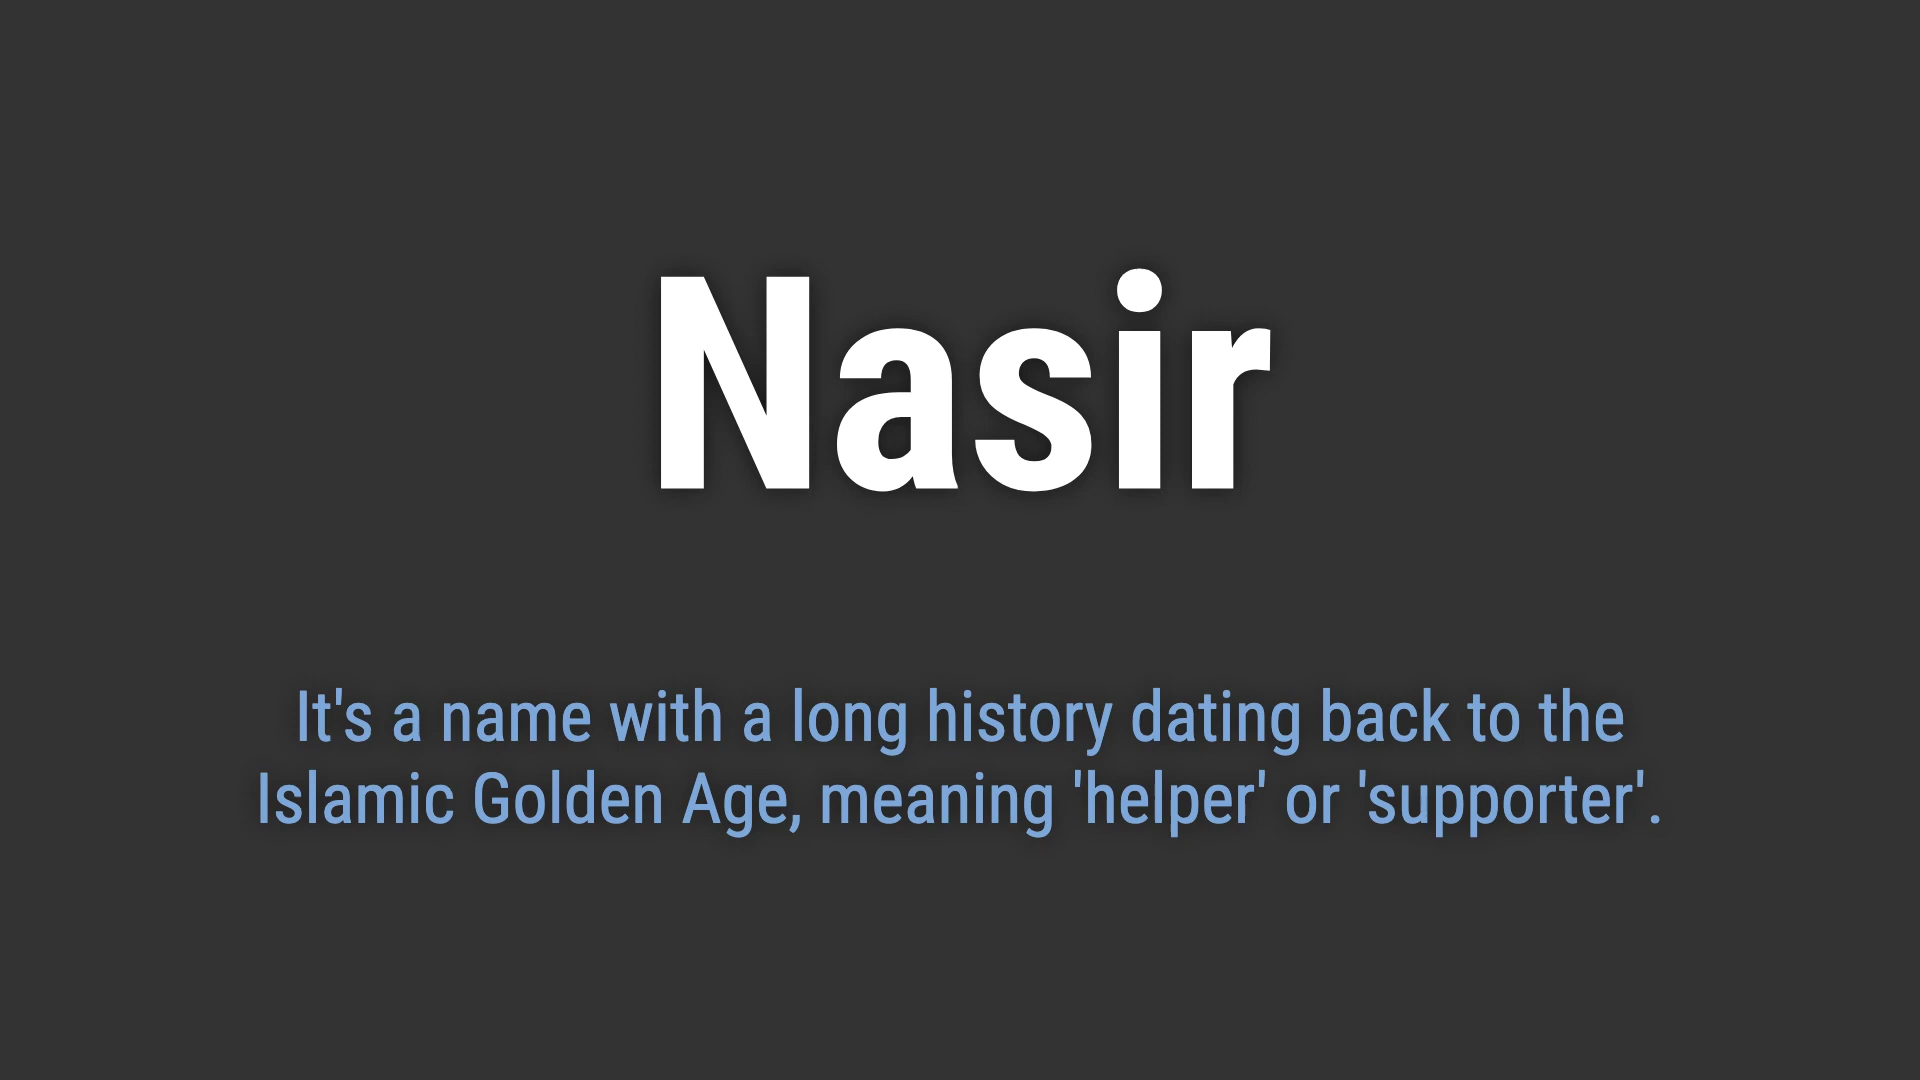 Nasir
It's a name with a long history dating back to the
Islamic Golden Age, meaning 'helper' or 'supporter'.